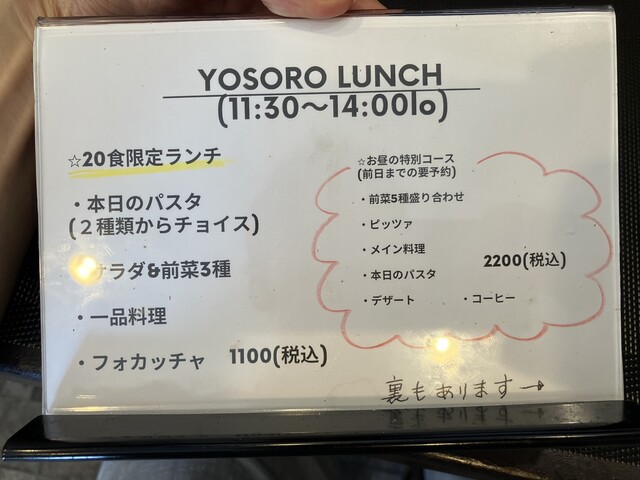 YOSORO LUNCH
(11:30〜14:00lo)
☆20食限定ランチ
・本日のパスタ
(２種類からチョイス)
サラダ&前菜3種
・一品料理
・フォカッチャ 1100(税込)
☆お昼の特別コース
(前日までの要予約)
・前菜5種盛り合わせ
・ピッツァ
・メイン料理
2200(税込)
・本日のパスタ
・デザート ・コーヒー
裏もあります→